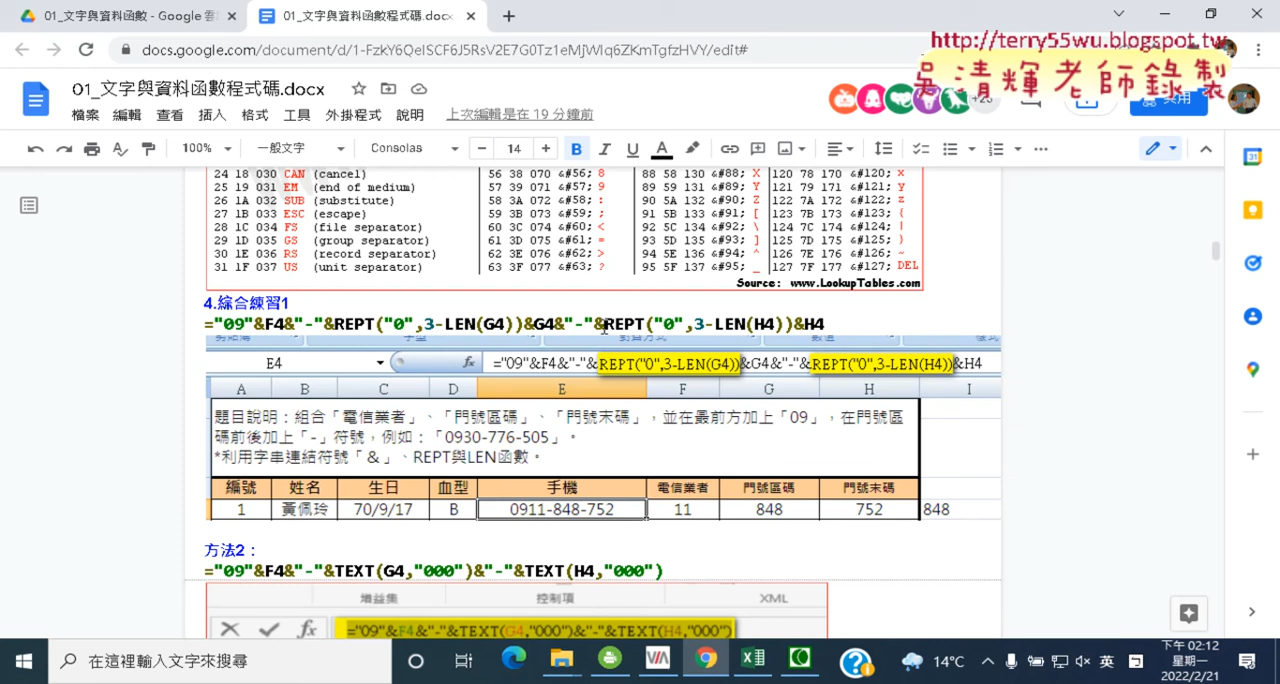 01_文字與資料函數 - Google 雲
01_文字與資料函數程式碼.docx
docs.google.com/document/d/1-FzkY6QeISCF6J5RsV2E7G0Tz1eMjWIq6ZKmTgfzHVY/edit#
http://terry55wu.blogspot.tw
吳清輝老師錄製
01_文字與資料函數程式碼.docx
檔案 編輯 查看 插入 格式 工具 外掛程式 說明 上次編輯是在 19 分鐘前
共用
100% 一般文字 Consolas 14 B I U A
24 18 030 CAN (cancel) 56 38 070 &#56; 8 88 58 130 &#88; X 120 78 170 &#120; x
25 19 031 EM (end of medium) 57 39 071 &#57; 9 89 59 131 &#89; Y 121 79 171 &#121; y
26 1A 032 SUB (substitute) 58 3A 072 &#58; : 90 5A 132 &#90; Z 122 7A 172 &#122; z
27 1B 033 ESC (escape) 59 3B 073 &#59; ; 91 5B 133 &#91; [ 123 7B 173 &#123; {
28 1C 034 FS (file separator) 60 3C 074 &#60; < 92 5C 134 &#92; \ 124 7C 174 &#124; |
29 1D 035 GS (group separator) 61 3D 075 &#61; = 93 5D 135 &#93; ] 125 7D 175 &#125; }
30 1E 036 RS (record separator) 62 3E 076 &#62; > 94 5E 136 &#94; ^ 126 7E 176 &#126; ~
31 1F 037 US (unit separator) 63 3F 077 &#63; ? 95 5F 137 &#95; _ 127 7F 177 &#127; DEL
Source: www.LookupTables.com
4.綜合練習1
="09"&F4&"-"&REPT("0",3-LEN(G4))&G4&"-"&REPT("0",3-LEN(H4))&H4
E4 fx ="09"&F4&"-"&REPT("0",3-LEN(G4))&G4&"-"&REPT("0",3-LEN(H4))&H4
A B C D E F G H I
題目說明：組合「電信業者」、「門號區碼」、「門號末碼」，並在最前方加上「09」，在門號區
碼前後加上「-」符號，例如：「0930-776-505」。
*利用字串連結符號「&」、REPT與LEN函數。
編號 姓名 生日 血型 手機 電信業者 門號區碼 門號末碼
1 黃佩玲 70/9/17 B 0911-848-752 11 848 752 848
方法2：
="09"&F4&"-"&TEXT(G4,"000")&"-"&TEXT(H4,"000")
增益集 控制項 XML
fx ="09"&F4&"-"&TEXT(G4,"000")&"-"&TEXT(H4,"000")
在這裡輸入文字來搜尋
14°C 英
下午 02:12
星期一
2022/2/21